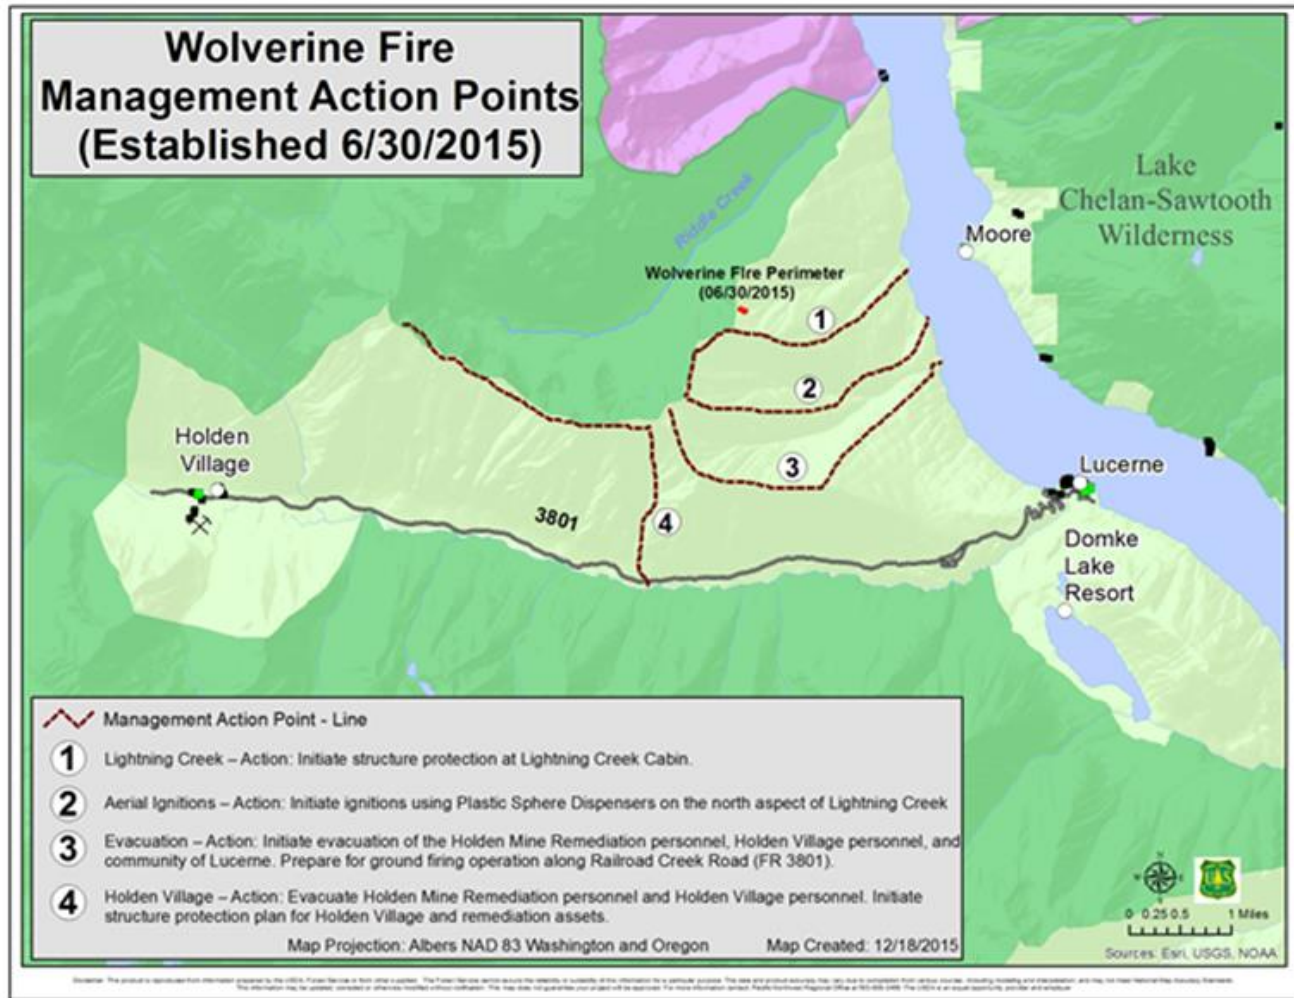 Wolverine Fire
Management Action Points
(Established 6/30/2015)
Riddle Creek
Lake
Chelan-Sawtooth
Wilderness
Moore
Wolverine Fire Perimeter
(06/30/2015)
1
2
3
4
Holden
Village
3801
Lucerne
Domke
Lake
Resort
Management Action Point - Line
1 Lightning Creek – Action: Initiate structure protection at Lightning Creek Cabin.
2 Aerial Ignitions – Action: Initiate ignitions using Plastic Sphere Dispensers on the north aspect of Lightning Creek
3 Evacuation – Action: Initiate evacuation of the Holden Mine Remediation personnel, Holden Village personnel, and
community of Lucerne. Prepare for ground firing operation along Railroad Creek Road (FR 3801).
4 Holden Village – Action: Evacuate Holden Mine Remediation personnel and Holden Village personnel. Initiate
structure protection plan for Holden Village and remediation assets.
Map Projection: Albers NAD 83 Washington and Oregon Map Created: 12/18/2015
N
W E
S
UAS
0 0.25 0.5 1 Miles
Sources: Esri, USGS, NOAA